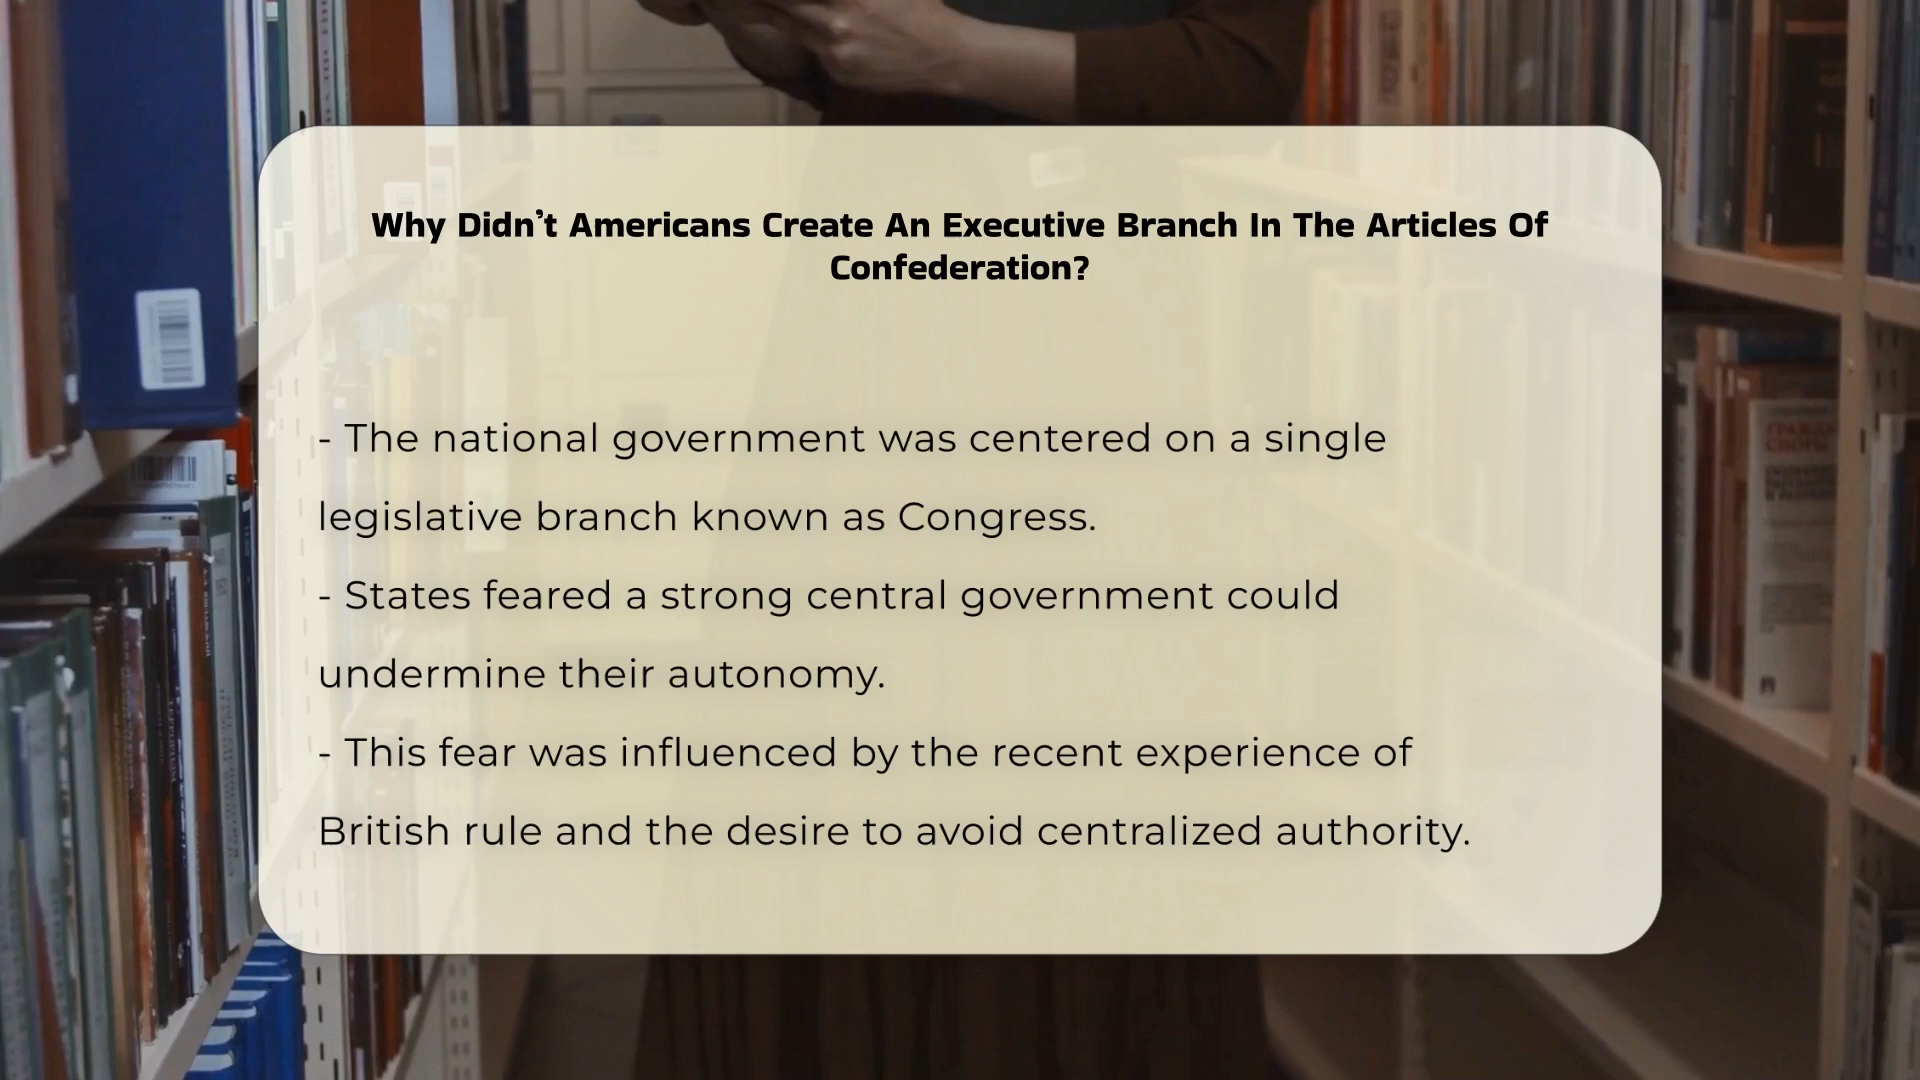 Why Didn’t Americans Create An Executive Branch In The Articles Of
Confederation?
- The national government was centered on a single
legislative branch known as Congress.
- States feared a strong central government could
undermine their autonomy.
- This fear was influenced by the recent experience of
British rule and the desire to avoid centralized authority.